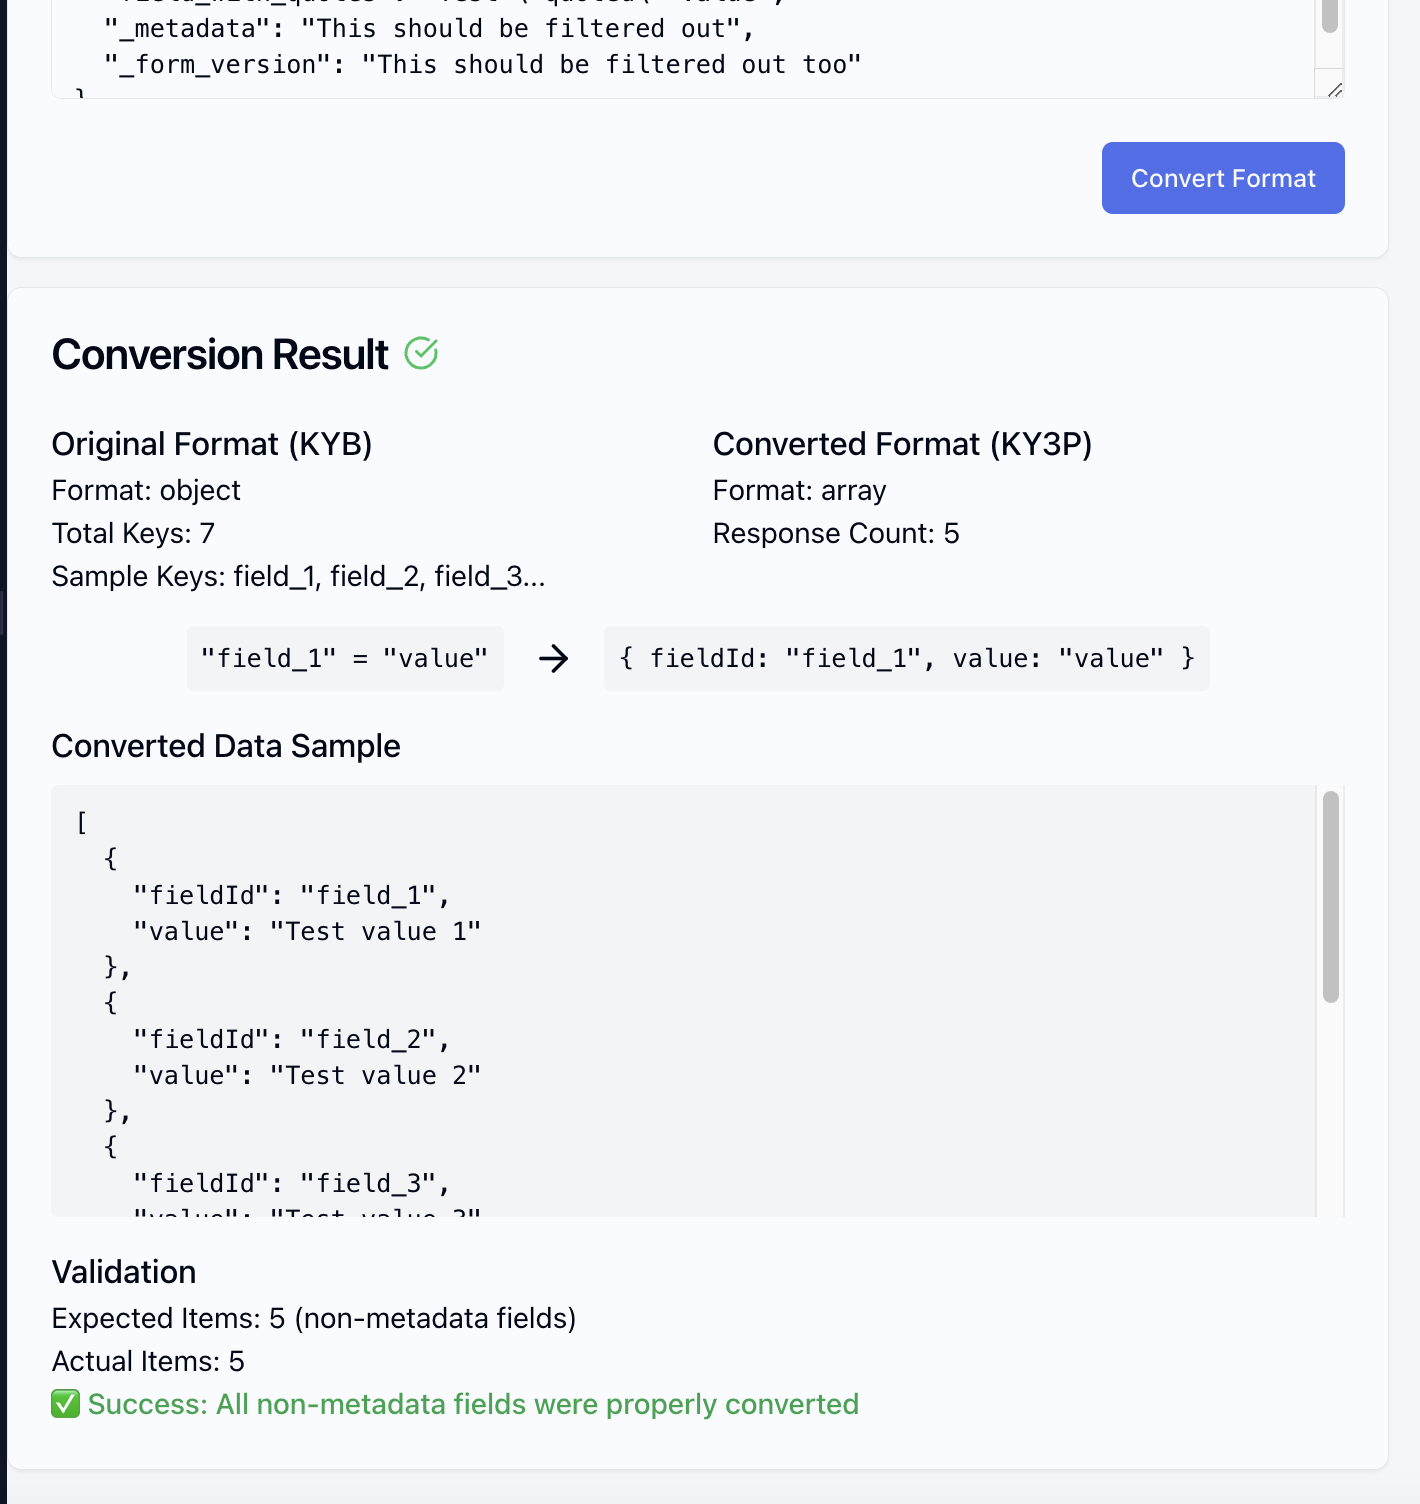 "_metadata": "This should be filtered out",
"_form_version": "This should be filtered out too"
}
Convert Format
Conversion Result
Original Format (KYB)
Format: object
Total Keys: 7
Sample Keys: field_1, field_2, field_3...
Converted Format (KY3P)
Format: array
Response Count: 5
"field_1" = "value" → { fieldId: "field_1", value: "value" }
Converted Data Sample
[
{
"fieldId": "field_1",
"value": "Test value 1"
},
{
"fieldId": "field_2",
"value": "Test value 2"
},
{
"fieldId": "field_3",
"value": "Test value 3"
Validation
Expected Items: 5 (non-metadata fields)
Actual Items: 5
✅ Success: All non-metadata fields were properly converted